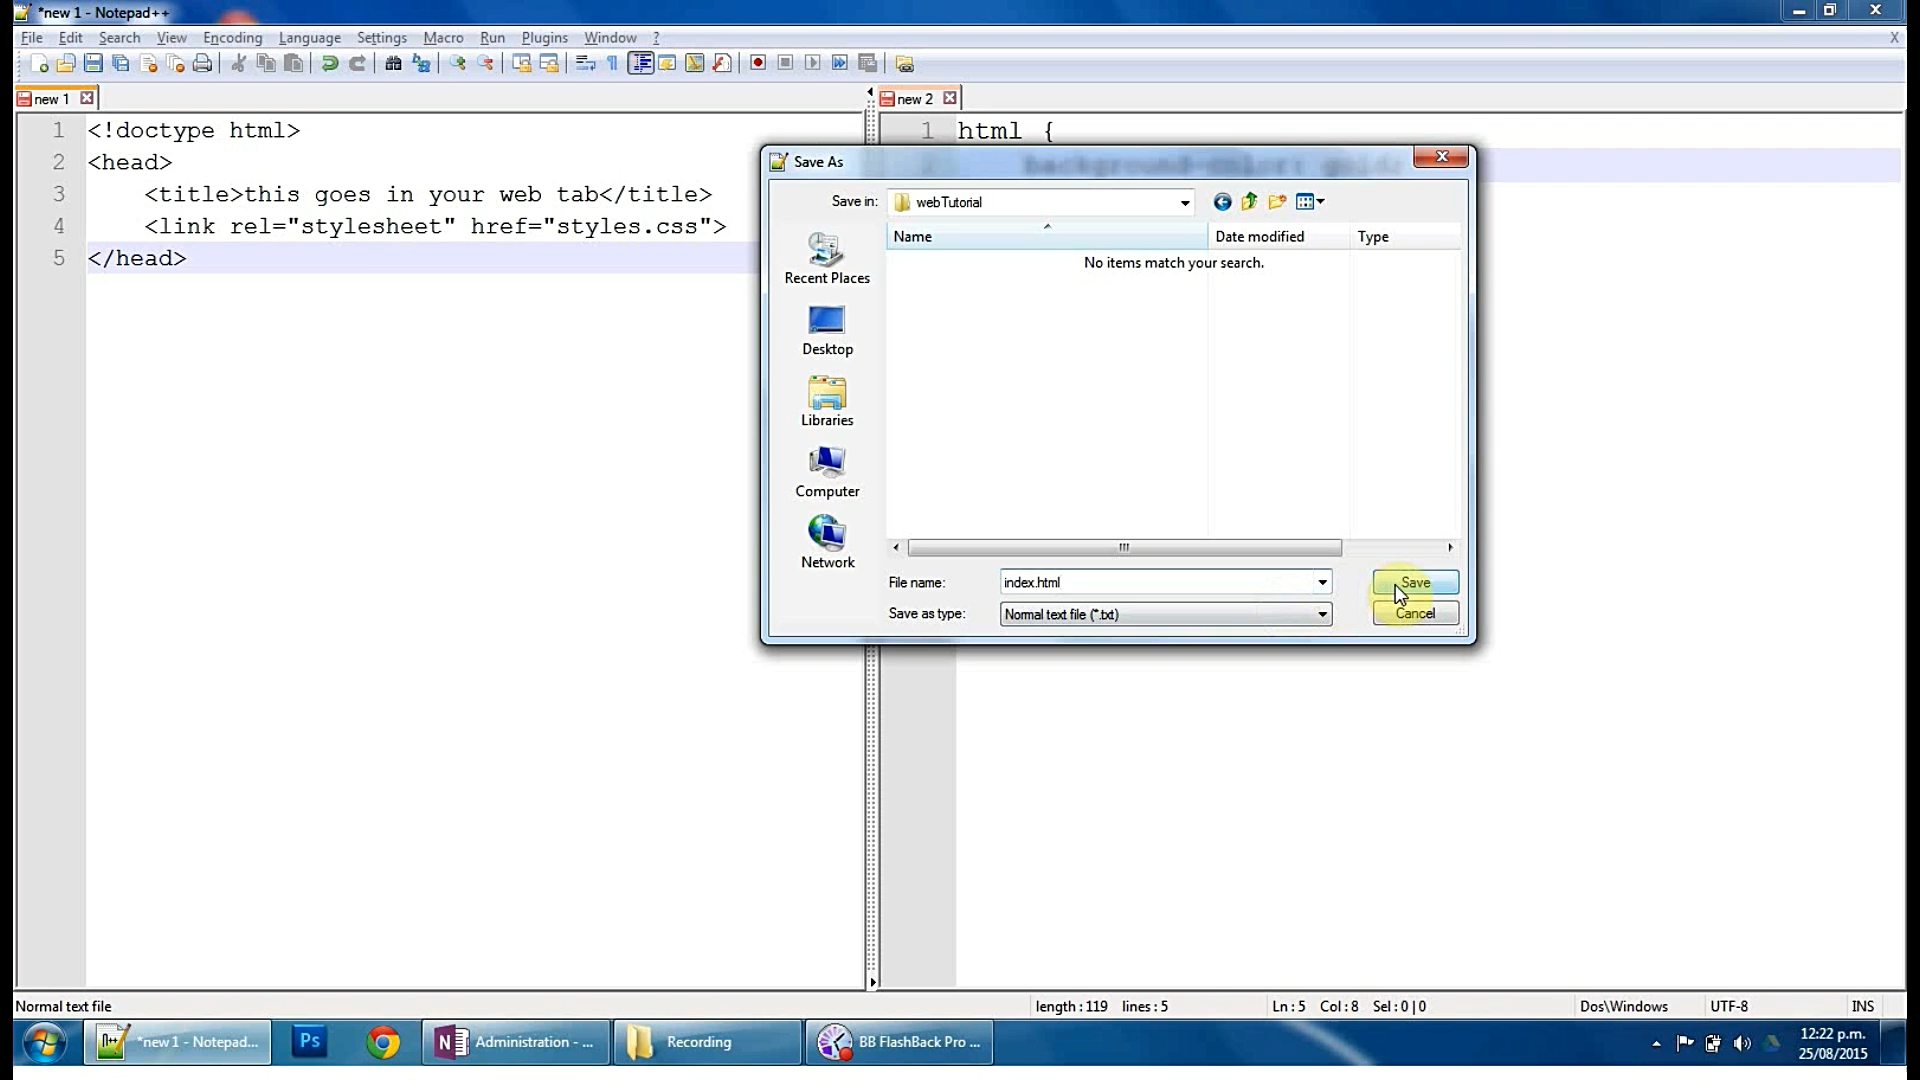 *new 1 - Notepad++
File Edit Search View Encoding Language Settings Macro Run Plugins Window ? X
new 1
new 2
1 <!doctype html>
2 <head>
3 <title>this goes in your web tab</title>
4 <link rel="stylesheet" href="styles.css">
5 </head>
1 html {
Save As
Save in: webTutorial
Name Date modified Type
No items match your search.
Recent Places
Desktop
Libraries
Computer
Network
File name: index.html Save
Save as type: Normal text file (*.txt) Cancel
Normal text file length : 119 lines : 5 Ln : 5 Col : 8 Sel : 0 | 0 Dos\Windows UTF-8 INS
*new 1 - Notepad... Ps Administration - ... Recording BB FlashBack Pro ...
12:22 p.m.
25/08/2015